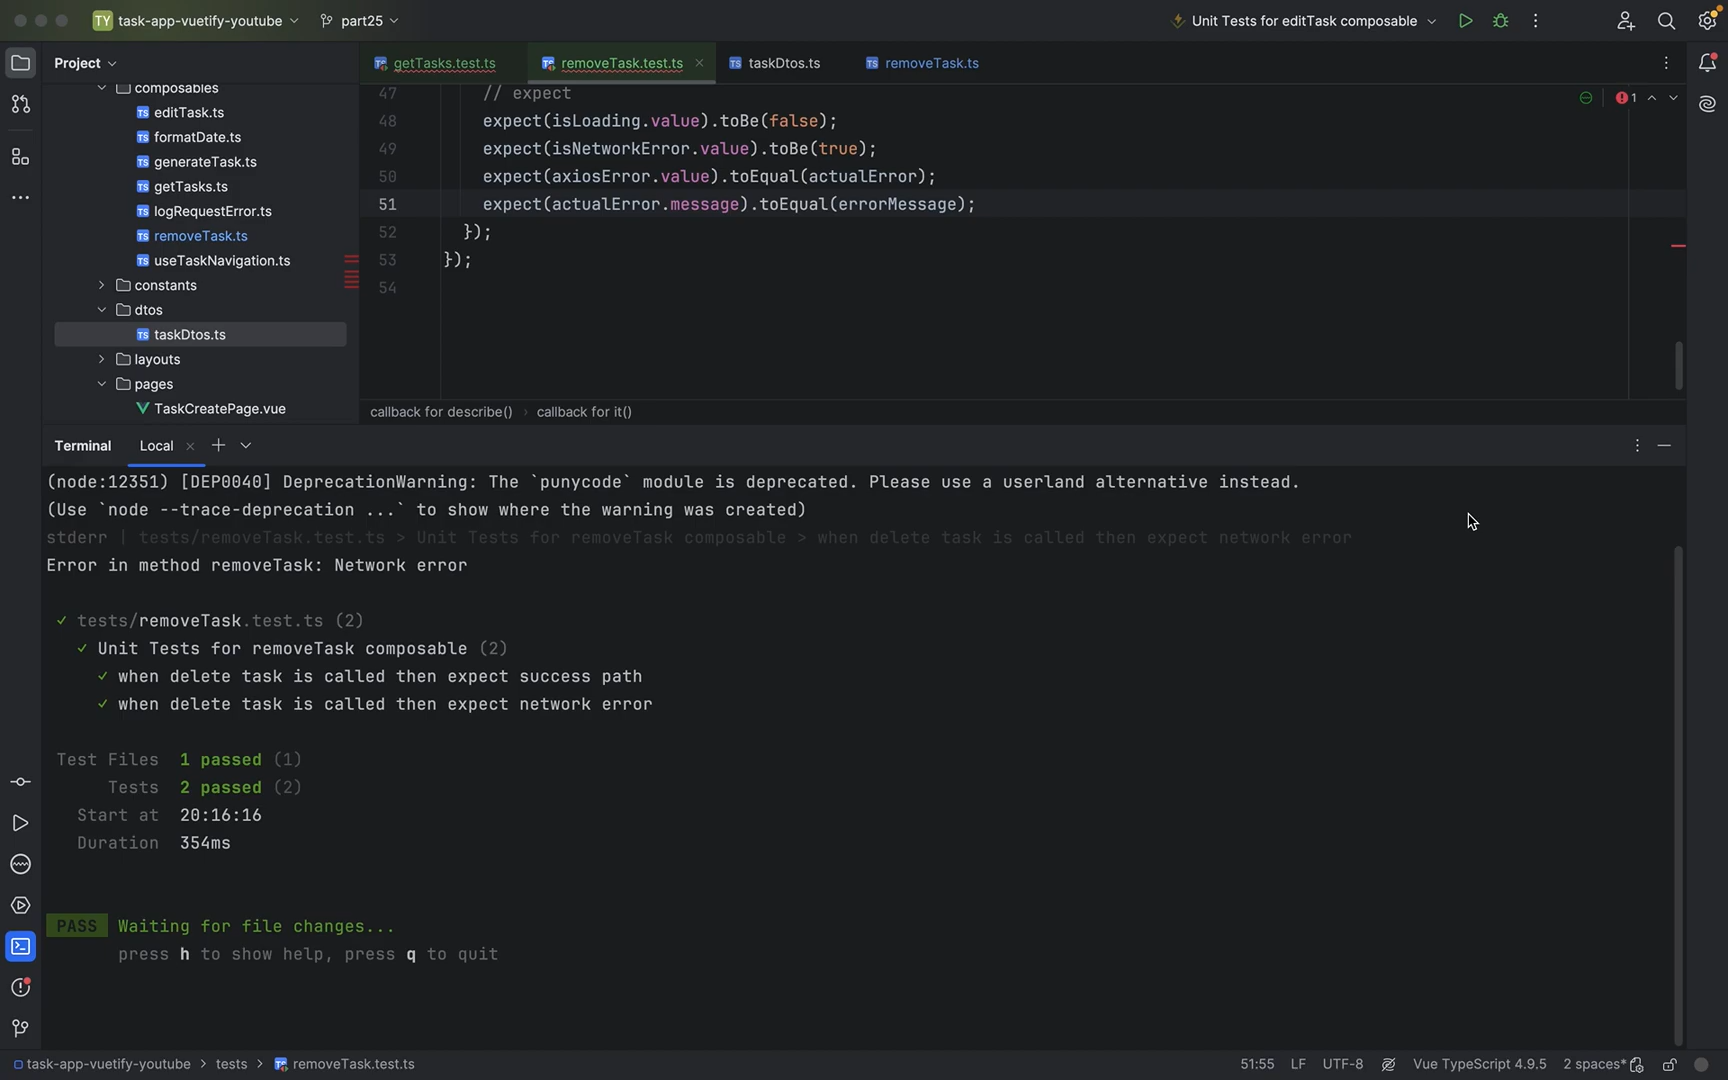 TY task-app-vuetify-youtube part25 Unit Tests for editTask composable
Project
getTasks.test.ts removeTask.test.ts taskDtos.ts removeTask.ts
composables
editTask.ts
formatDate.ts
generateTask.ts
getTasks.ts
logRequestError.ts
removeTask.ts
useTaskNavigation.ts
constants
dtos
taskDtos.ts
layouts
pages
TaskCreatePage.vue
47 // expect
48 expect(isLoading.value).toBe(false);
49 expect(isNetworkError.value).toBe(true);
50 expect(axiosError.value).toEqual(actualError);
51 expect(actualError.message).toEqual(errorMessage);
52 });
53 });
54
1
callback for describe() › callback for it()
Terminal Local
(node:12351) [DEP0040] DeprecationWarning: The `punycode` module is deprecated. Please use a userland alternative instead.
(Use `node --trace-deprecation ...` to show where the warning was created)
stderr | tests/removeTask.test.ts > Unit Tests for removeTask composable > when delete task is called then expect network error
Error in method removeTask: Network error
✓ tests/removeTask.test.ts (2)
✓ Unit Tests for removeTask composable (2)
✓ when delete task is called then expect success path
✓ when delete task is called then expect network error
Test Files 1 passed (1)
Tests 2 passed (2)
Start at 20:16:16
Duration 354ms
PASS Waiting for file changes...
press h to show help, press q to quit
task-app-vuetify-youtube › tests › removeTask.test.ts 51:55 LF UTF-8 Vue TypeScript 4.9.5 2 spaces*